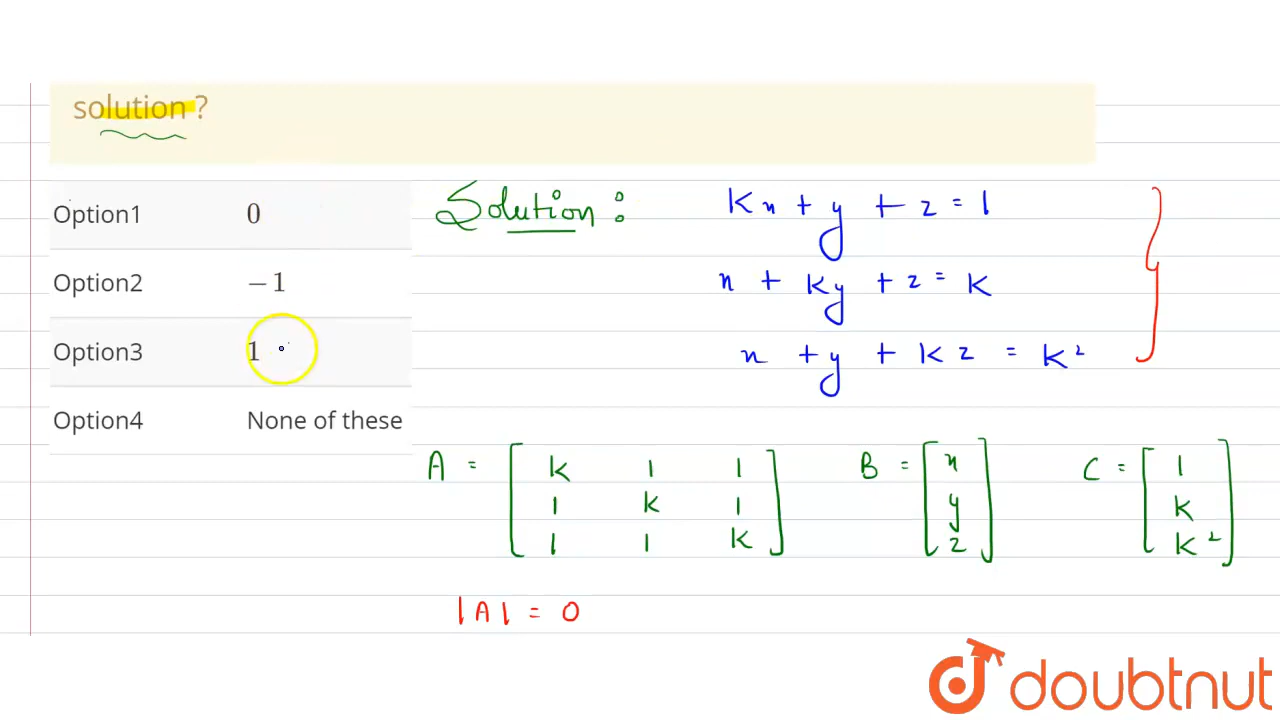 solution ?
Option1 0
Option2 −1
Option3 1
Option4 None of these
Solution :
Kx + y + z = 1
x + Ky + z = K
x + y + Kz = K²
A = [ K 1 1
1 K 1
1 1 K ]
B = [ x
y
z ]
C = [ 1
K
K² ]
|A| = 0
doubtnut